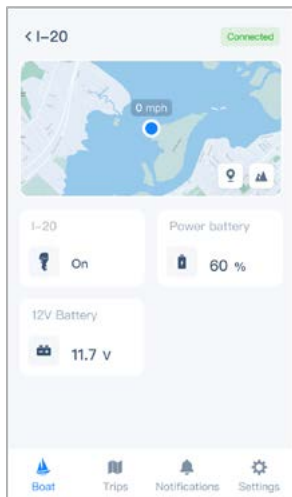 < I-20
Connected
0 mph
I-20
Power battery
On
60 %
12V Battery
11.7 V
Boat
Trips
Notifications
Settings